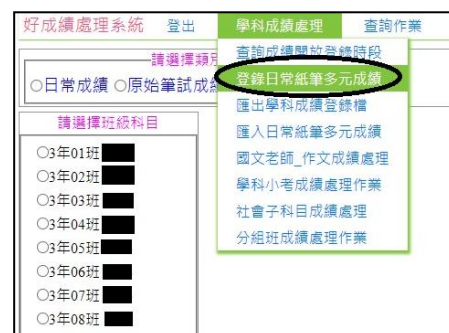 好成績處理系統 登出 學科成績處理 查詢作業
請選擇類別
查詢成績開放登錄時段
○日常成績 ○原始筆試成績
登錄日常紙筆多元成績
匯出學科成績登錄檔
匯入日常紙筆多元成績
國文老師_作文成績處理
學科小考成績處理作業
社會子科目成績處理
分組班成績處理作業
請選擇班級科目
○3年01班
○3年02班
○3年03班
○3年04班
○3年05班
○3年06班
○3年07班
○3年08班